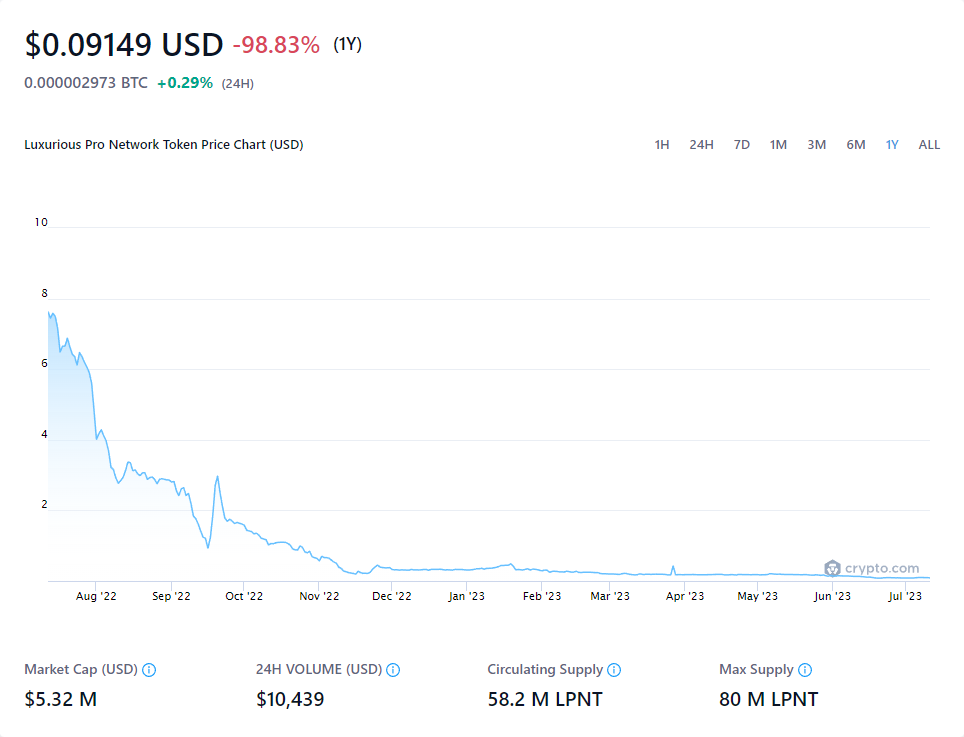 $0.09149 USD -98.83% (1Y)
0.000002973 BTC +0.29% (24H)
Luxurious Pro Network Token Price Chart (USD) 1H 24H 7D 1M 3M 6M 1Y ALL
10
8
6
4
2
crypto.com
Aug '22 Sep '22 Oct '22 Nov '22 Dec '22 Jan '23 Feb '23 Mar '23 Apr '23 May '23 Jun '23 Jul '23
Market Cap (USD) 24H VOLUME (USD) Circulating Supply Max Supply
$5.32 M $10,439 58.2 M LPNT 80 M LPNT